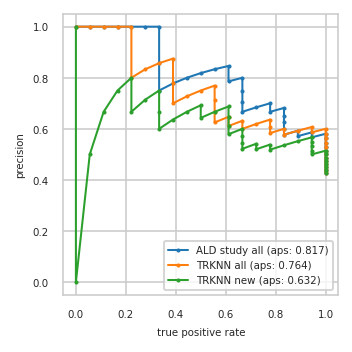 1.0
0.8
0.6
0.4
0.2
0.0
precision
0.0 0.2 0.4 0.6 0.8 1.0
true positive rate
ALD study all (aps: 0.817)
TRKNN all (aps: 0.764)
TRKNN new (aps: 0.632)